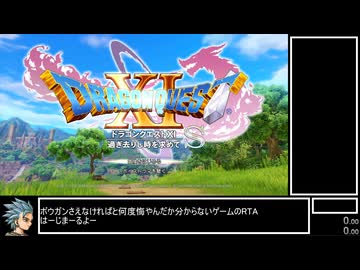 DRAGON QUEST
XI
S
ドラゴンクエストXI
過ぎ去りし時を求めて S
ボウガンさえなければと何度悔やんだか分からないゲームのRTA
はーじまーるよー
0.00
0.00